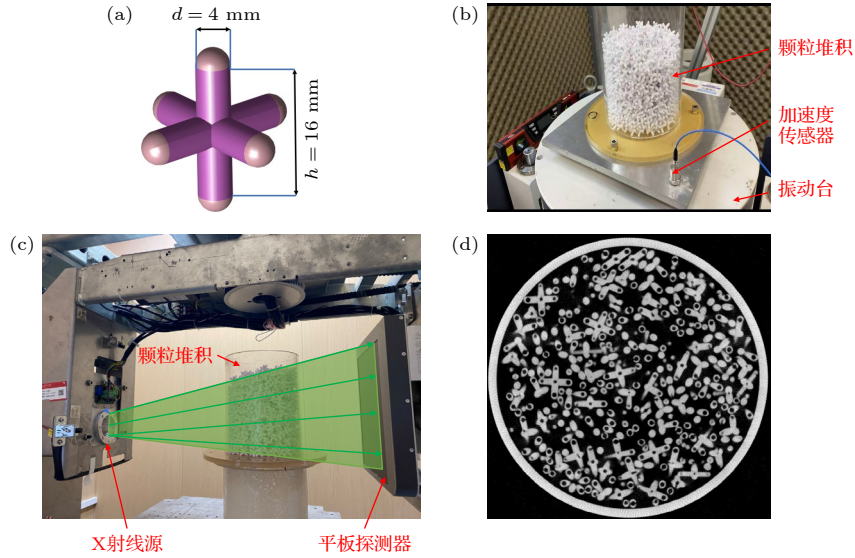 (a)
d = 4 mm
h = 16 mm
(b)
颗粒堆积
加速度
传感器
振动台
(c)
颗粒堆积
X射线源
平板探测器
(d)